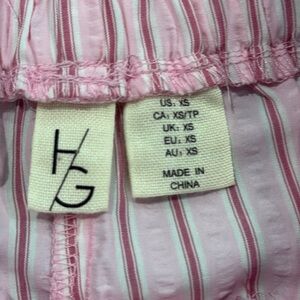 H/G
US: XS
CA: XS/TP
UK: XS
EU: XS
AU: XS
MADE IN
CHINA